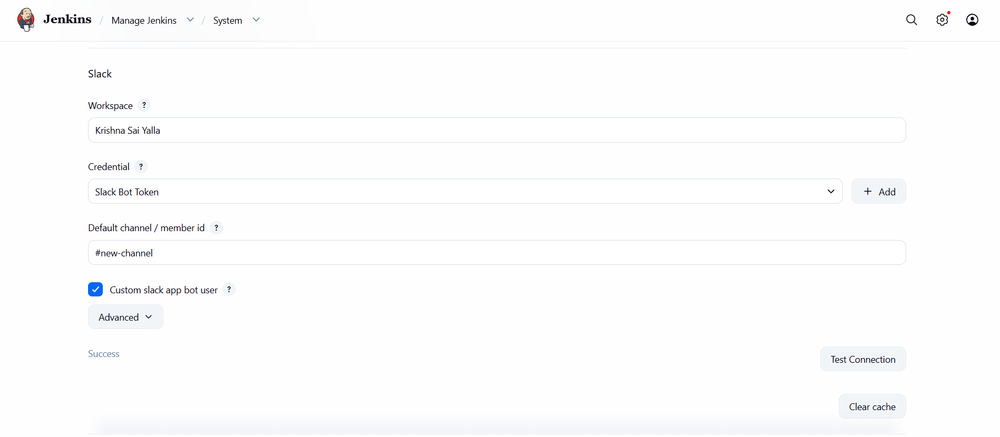 Jenkins / Manage Jenkins / System
Slack
Workspace ?
Krishna Sai Yalla
Credential ?
Slack Bot Token
+ Add
Default channel / member id ?
#new-channel
Custom slack app bot user ?
Advanced
Success
Test Connection
Clear cache